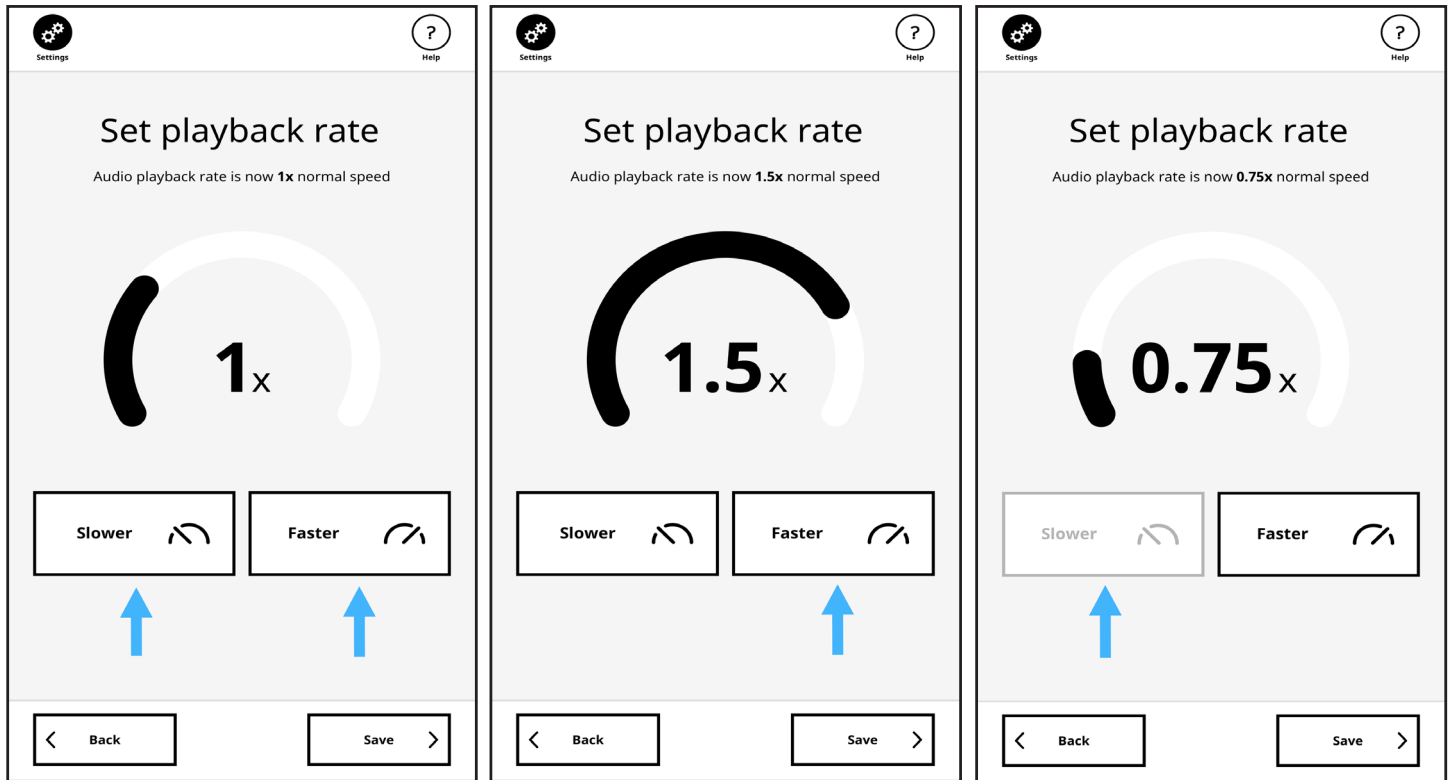 Settings
?
Help
Set playback rate
Audio playback rate is now 1x normal speed
1x
Slower
Faster
Back
Save
Settings
?
Help
Set playback rate
Audio playback rate is now 1.5x normal speed
1.5x
Slower
Faster
Back
Save
Settings
?
Help
Set playback rate
Audio playback rate is now 0.75x normal speed
0.75x
Slower
Faster
Back
Save